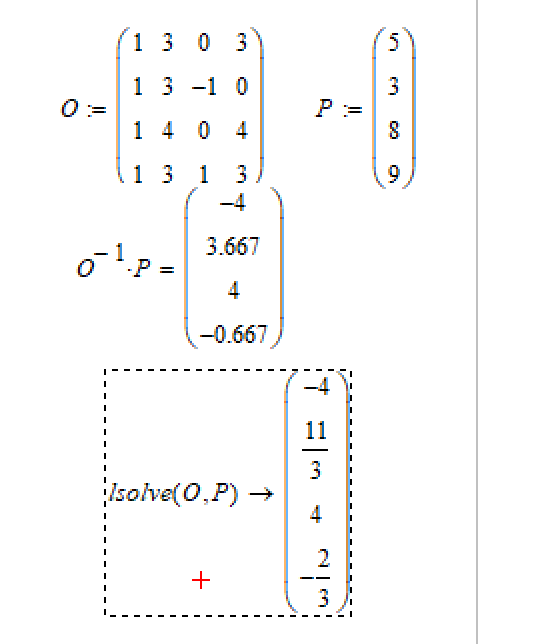 O := ( 1 3 0 3 ; 1 3 −1 0 ; 1 4 0 4 ; 1 3 1 3 )  P := ( 5 ; 3 ; 8 ; 9 )
O^−1·P = ( −4 ; 3.667 ; 4 ; −0.667 )
lsolve(O,P) → ( −4 ; 11/3 ; 4 ; −2/3 )